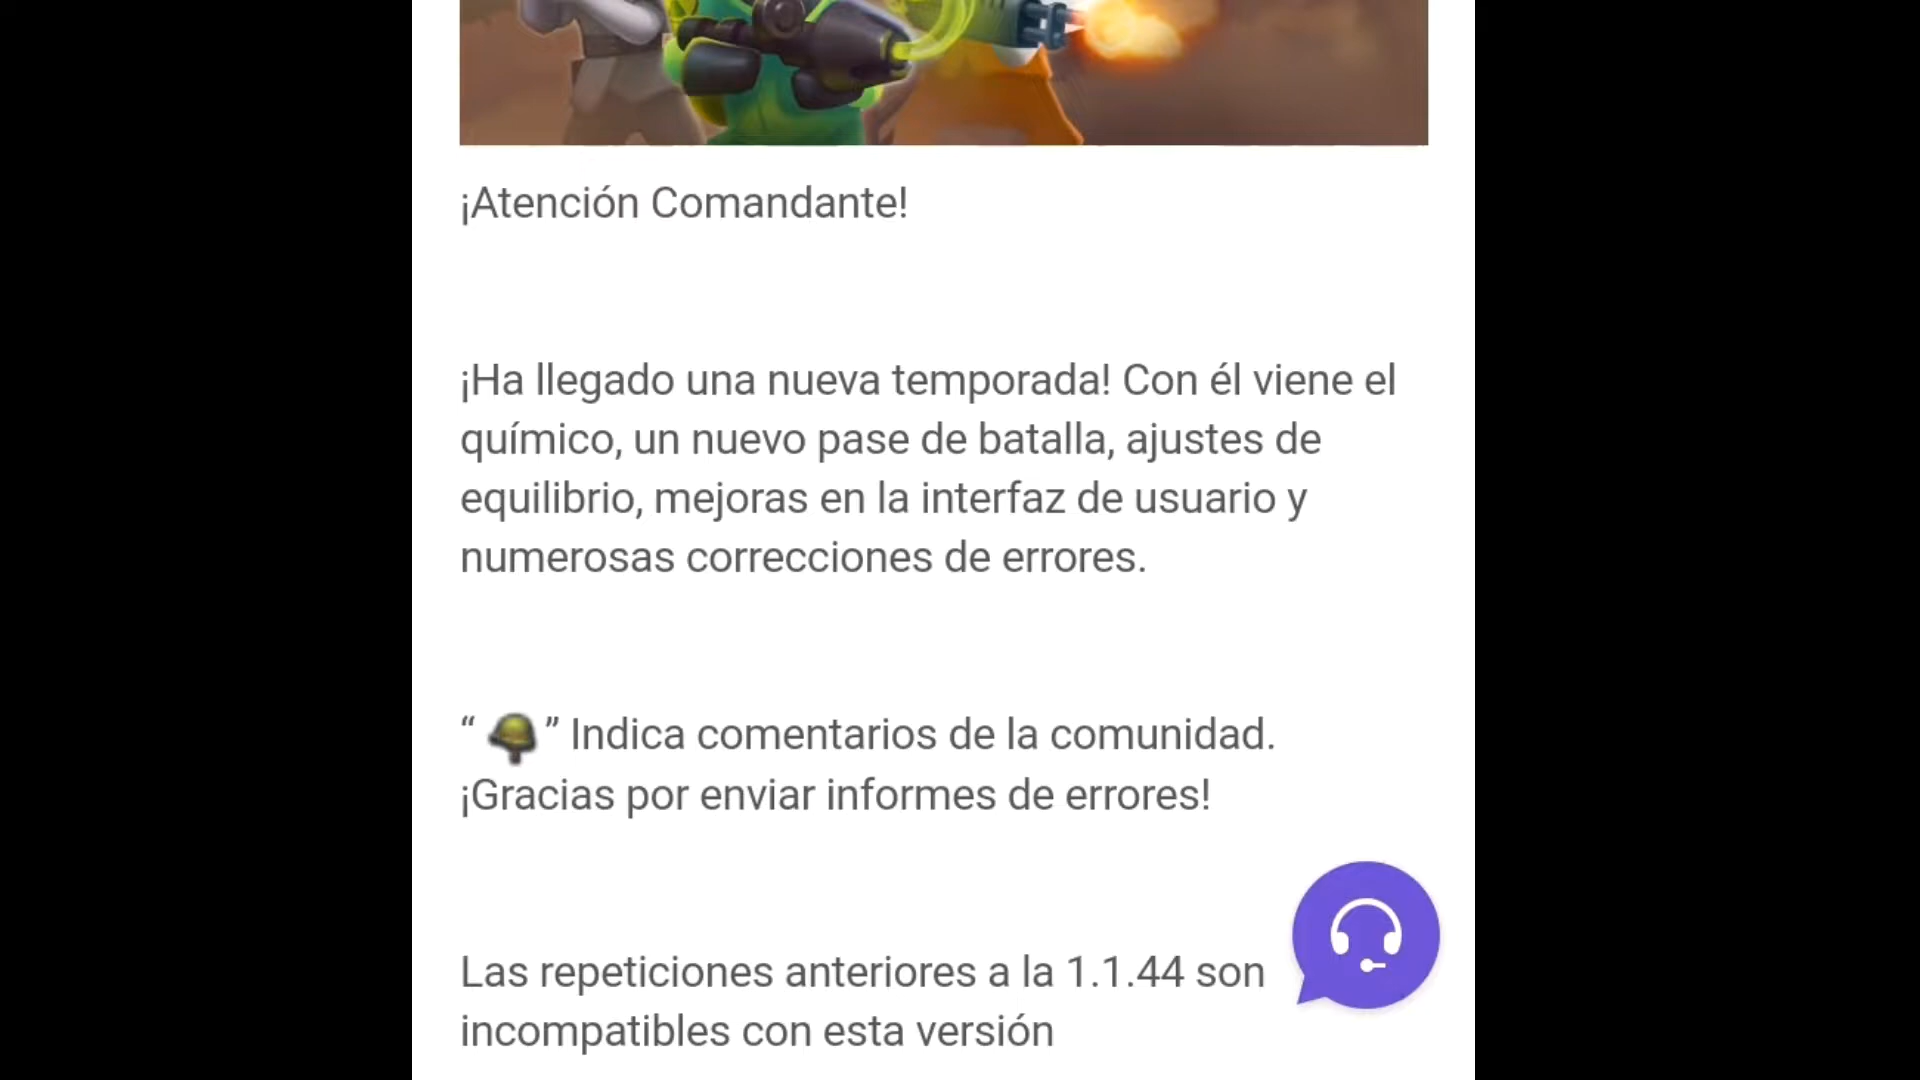 ¡Atención Comandante!
¡Ha llegado una nueva temporada! Con él viene el
químico, un nuevo pase de batalla, ajustes de
equilibrio, mejoras en la interfaz de usuario y
numerosas correcciones de errores.
“ ” Indica comentarios de la comunidad.
¡Gracias por enviar informes de errores!
Las repeticiones anteriores a la 1.1.44 son
incompatibles con esta versión